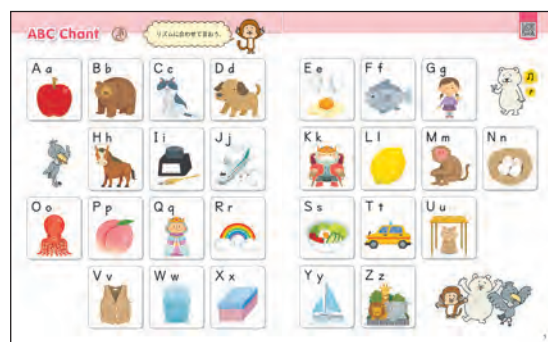 ABC Chant
リズムに合わせて言おう。
A a
B b
C c
D d
E e
F f
G g
H h
I i
J j
K k
L l
M m
N n
O o
P p
Q q
R r
S s
T t
U u
V v
W w
X x
Y y
Z z